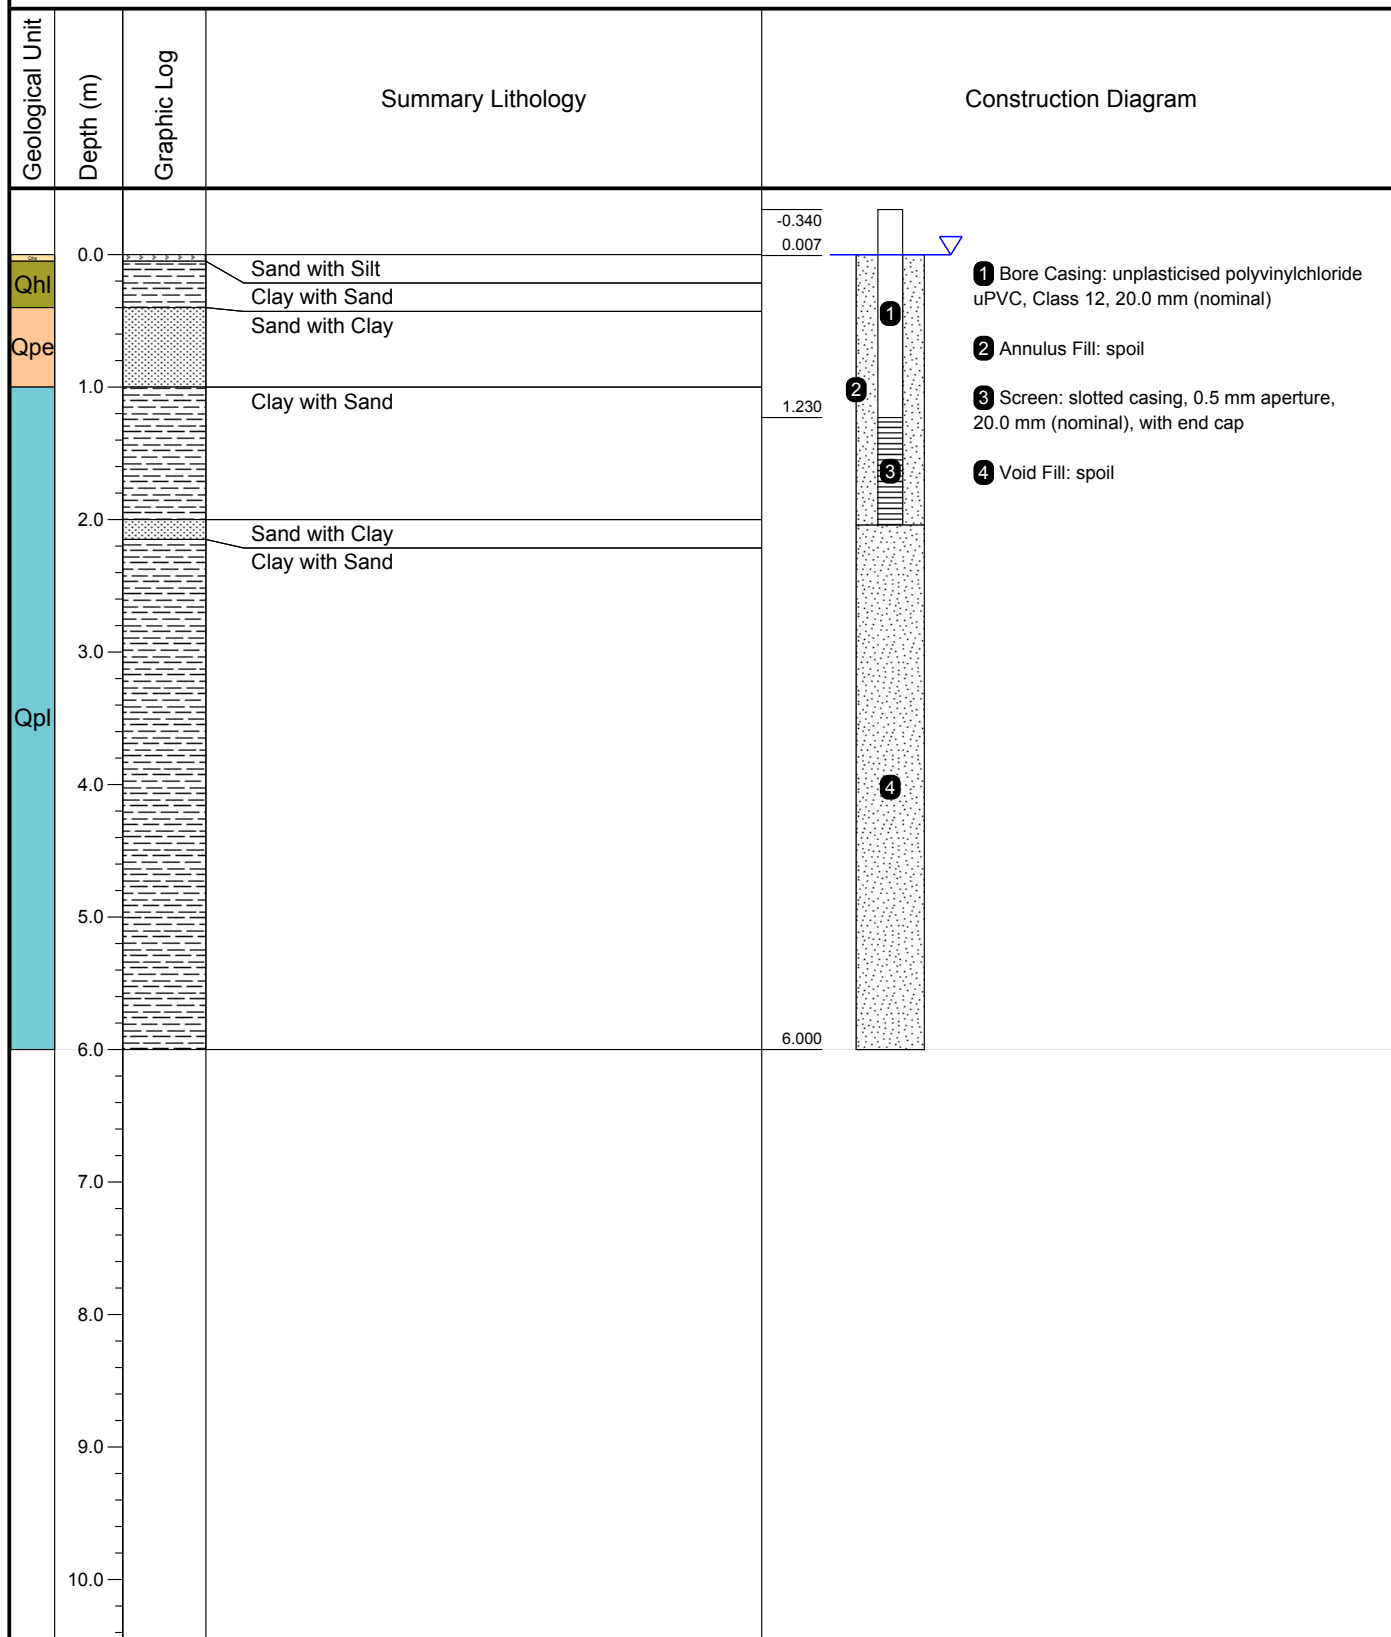 Geological Unit
Depth (m)
Graphic Log
Summary Lithology
Construction Diagram
-0.340
0.007
0.0
Sand with Silt
Qhl
Clay with Sand
Sand with Clay
Qpe
1.0
Clay with Sand
1.230
2.0
Sand with Clay
Clay with Sand
3.0
Qpl
4.0
5.0
6.0
6.000
7.0
8.0
9.0
10.0
1
2
3
4
1 Bore Casing: unplasticised polyvinylchloride
uPVC, Class 12, 20.0 mm (nominal)
2 Annulus Fill: spoil
3 Screen: slotted casing, 0.5 mm aperture,
20.0 mm (nominal), with end cap
4 Void Fill: spoil